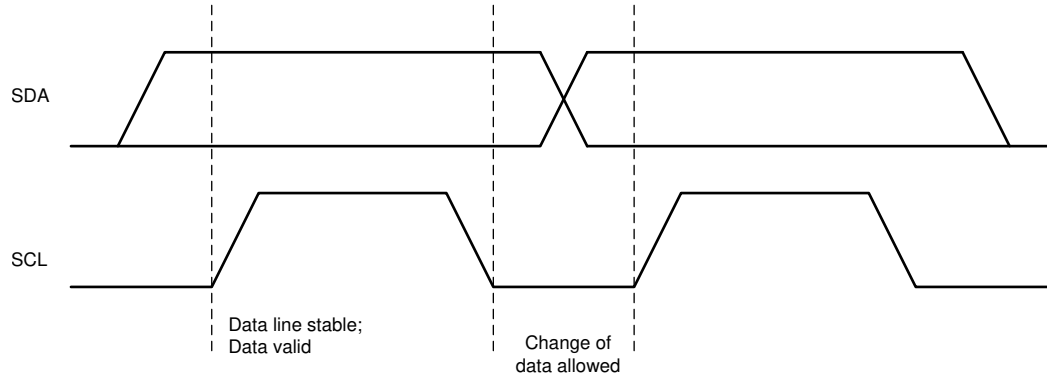 SDA
SCL
Data line stable;
Data valid
Change of
data allowed